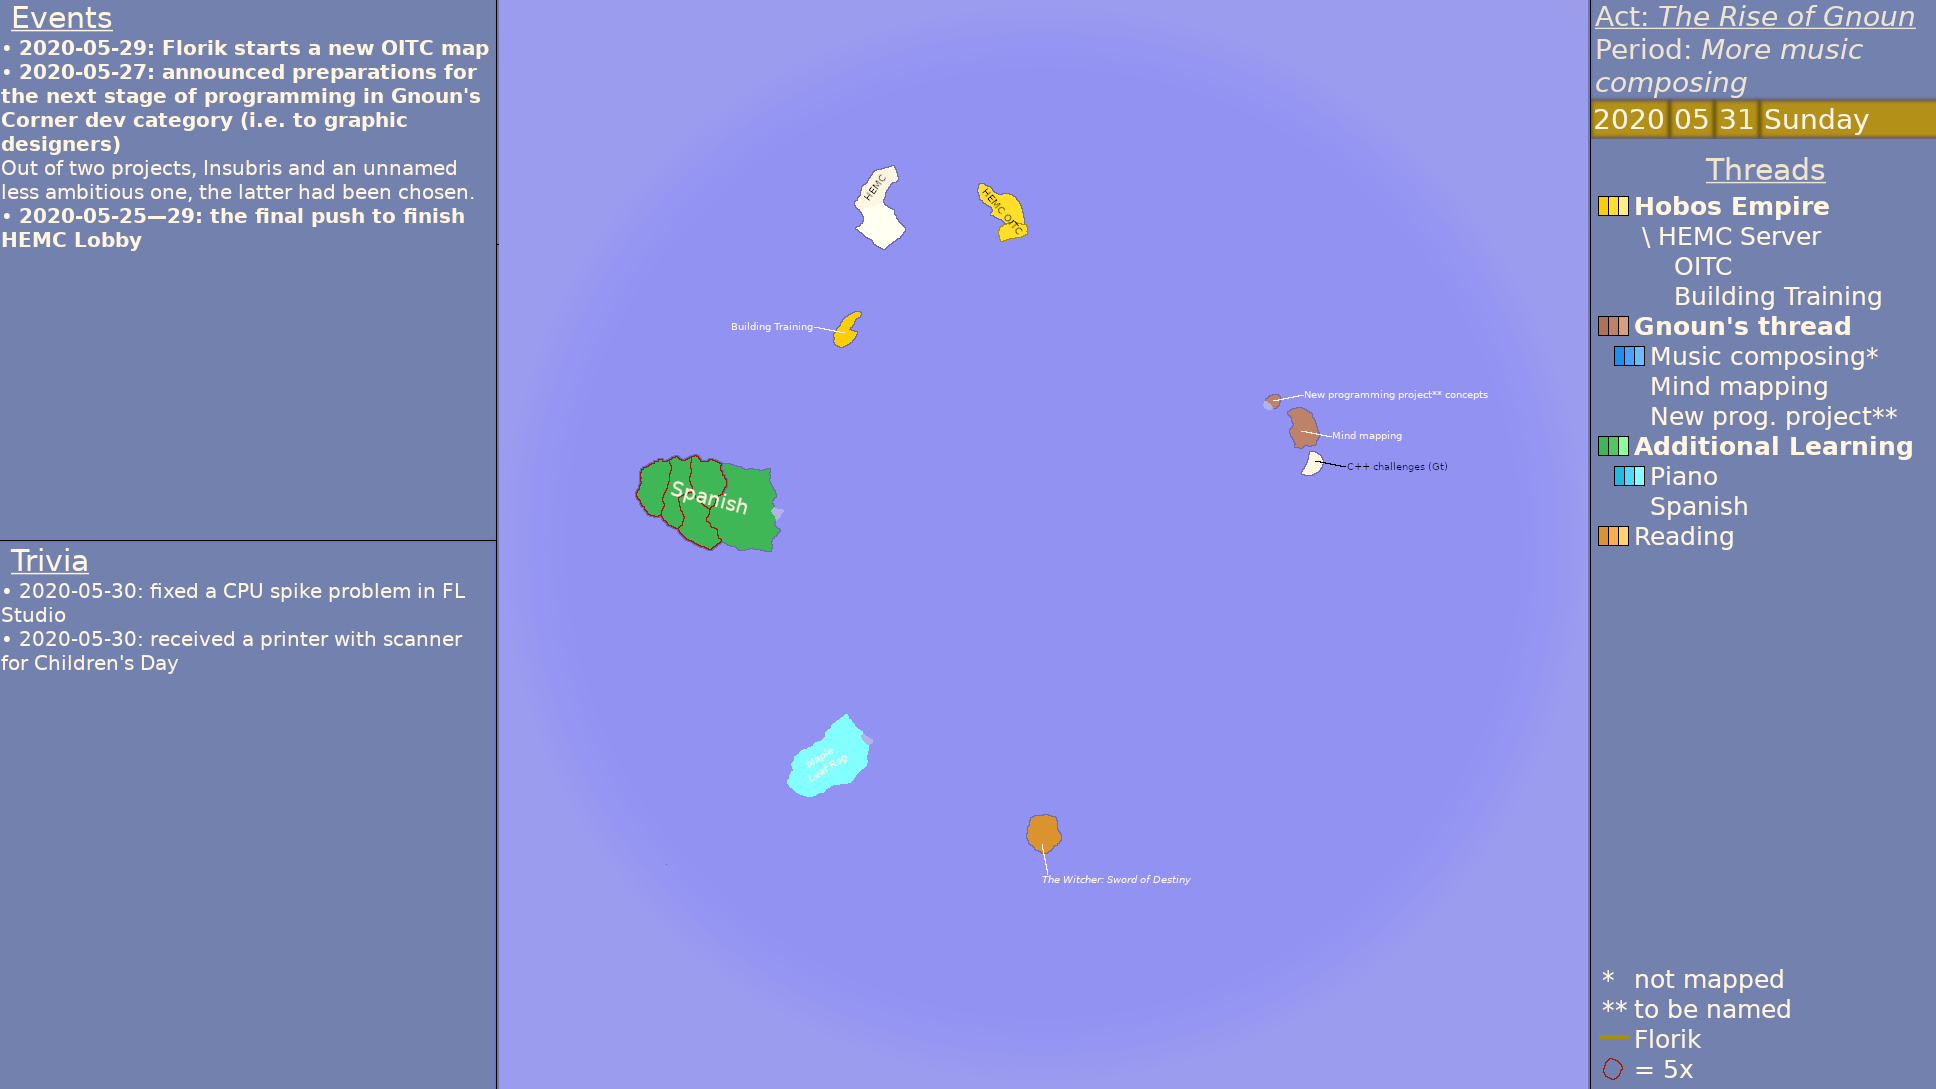 Events
• 2020-05-29: Florik starts a new OITC map
• 2020-05-27: announced preparations for
the next stage of programming in Gnoun's
Corner dev category (i.e. to graphic
designers)
Out of two projects, Insubris and an unnamed
less ambitious one, the latter had been chosen.
• 2020-05-25—29: the final push to finish
HEMC Lobby
Trivia
• 2020-05-30: fixed a CPU spike problem in FL
Studio
• 2020-05-30: received a printer with scanner
for Children's Day
HEMC
HEMC OITC
Building Training
New programming project** concepts
Mind mapping
C++ challenges (Gt)
Spanish
Maple
Leaf Rag
The Witcher: Sword of Destiny
Act: The Rise of Gnoun
Period: More music
composing
2020 05 31 Sunday
Threads
Hobos Empire
\ HEMC Server
OITC
Building Training
Gnoun's thread
Music composing*
Mind mapping
New prog. project**
Additional Learning
Piano
Spanish
Reading
* not mapped
** to be named
Florik
= 5x